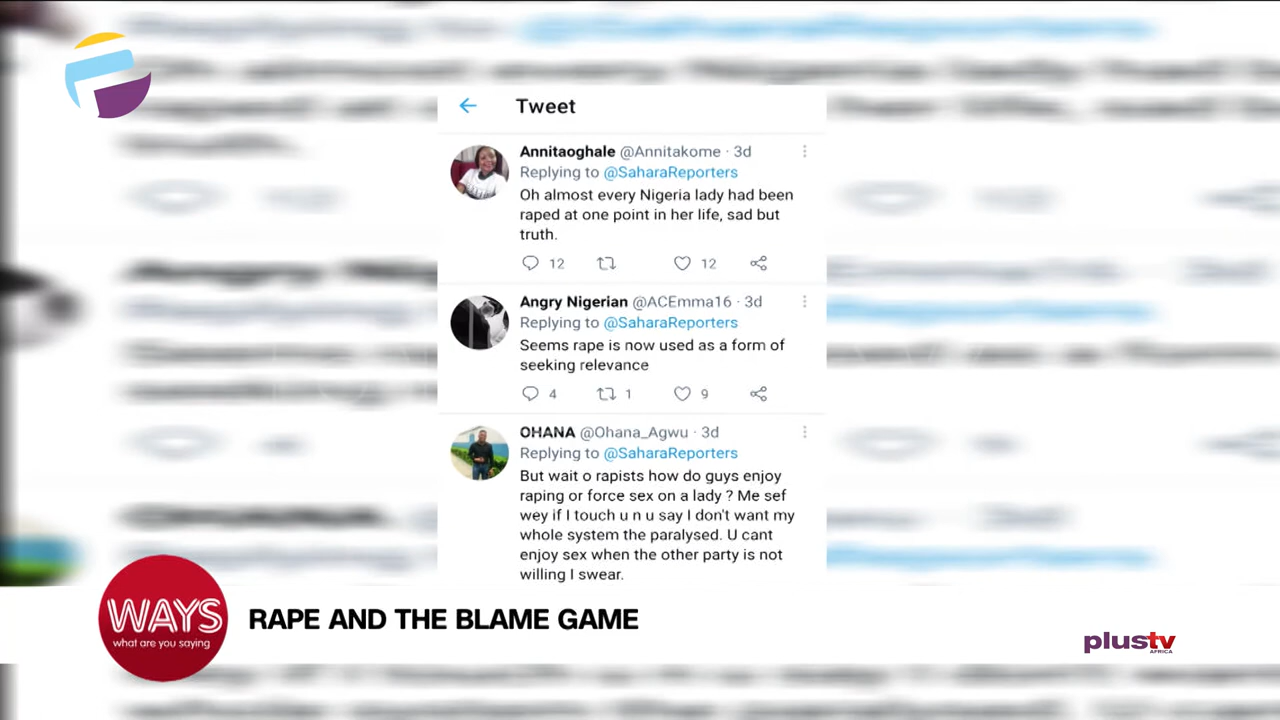 Tweet
Annitaoghale @Annitakome · 3d
Replying to @SaharaReporters
Oh almost every Nigeria lady had been
raped at one point in her life, sad but
truth.
12 12
Angry Nigerian @ACEmma16 · 3d
Replying to @SaharaReporters
Seems rape is now used as a form of
seeking relevance
4 1 9
OHANA @Ohana_Agwu · 3d
Replying to @SaharaReporters
But wait o rapists how do guys enjoy
raping or force sex on a lady ? Me sef
wey if I touch u n u say I don't want my
whole system the paralysed. U cant
enjoy sex when the other party is not
willing I swear.
WAYS
what are you saying
RAPE AND THE BLAME GAME
plustv
AFRICA